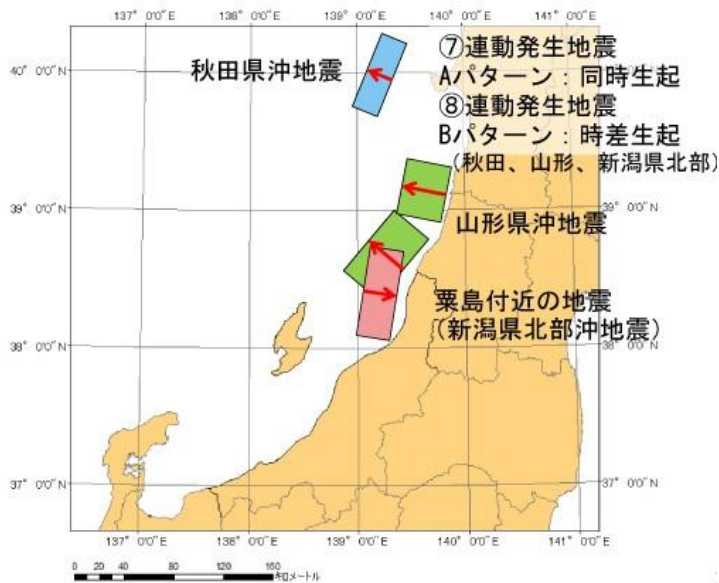 137° 0'0"E 138° 0'0"E 139° 0'0"E 140° 0'0"E 141° 0'0"E
⑦連動発生地震
秋田県沖地震
40° 0'0"N
Aパターン：同時生起
⑧連動発生地震
Bパターン：時差生起
(秋田、山形、新潟県北部)
39° 0'0"N 39° 0'0"N
山形県沖地震
粟島付近の地震
(新潟県北部沖地震)
38° 0'0"N 38° 0'0"N
37° 0'0"N 37° 0'0"N
137° 0'0"E 138° 0'0"E 139° 0'0"E 140° 0'0"E 141° 0'0"E
0 20 40 80 120 160
キロメートル